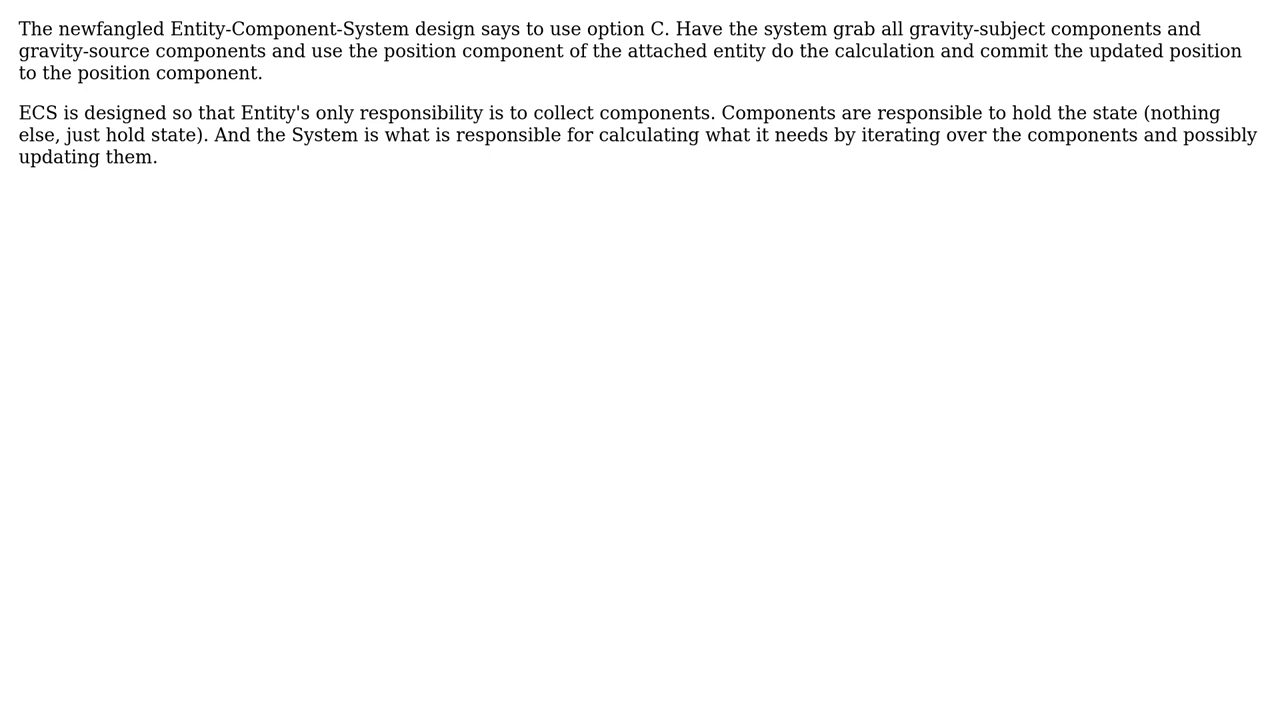 The newfangled Entity-Component-System design says to use option C. Have the system grab all gravity-subject components and
gravity-source components and use the position component of the attached entity do the calculation and commit the updated position
to the position component.
ECS is designed so that Entity's only responsibility is to collect components. Components are responsible to hold the state (nothing
else, just hold state). And the System is what is responsible for calculating what it needs by iterating over the components and possibly
updating them.